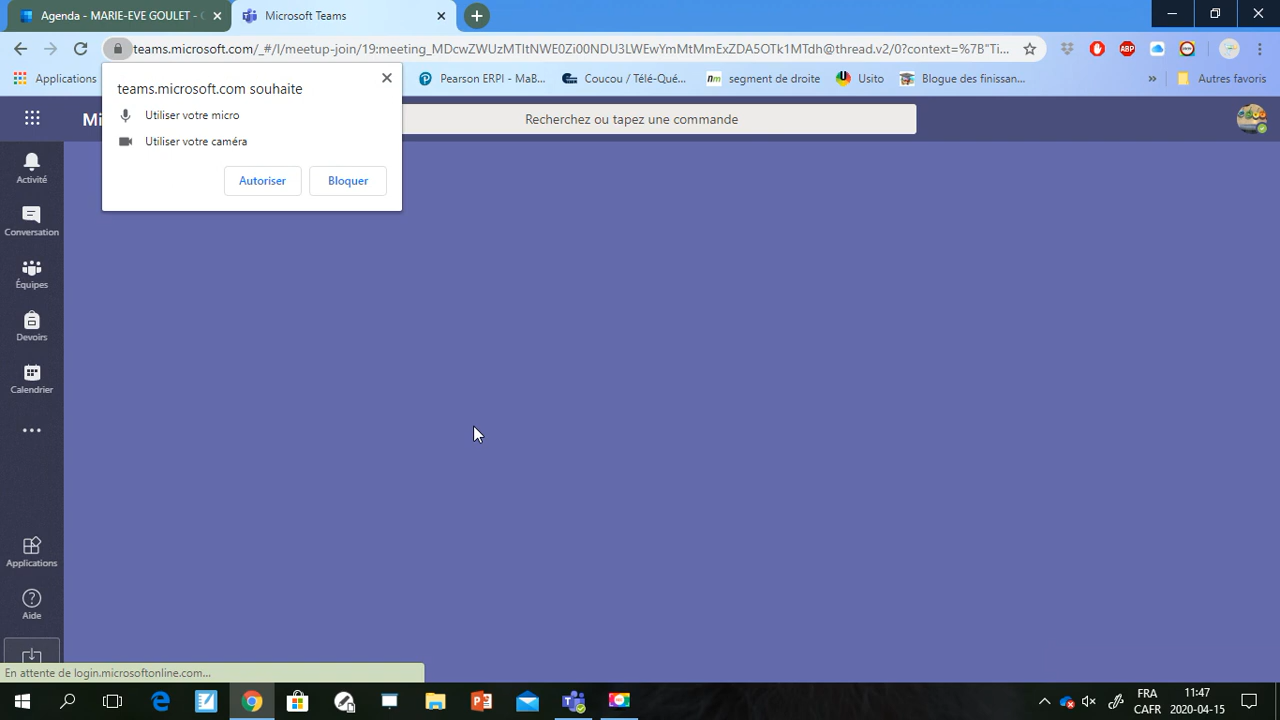 Agenda - MARIE-EVE GOULET -
Microsoft Teams
teams.microsoft.com/_#/l/meetup-join/19:meeting_MDcwZWUzMTItNWE0Zi00NDU3LWEwYmMtMmExZDA5OTk1MTdh@thread.v2/0?context=%7B"Ti...
Applications
Pearson ERPI - MaB...
Coucou / Télé-Qué...
segment de droite
Usito
Blogue des finissan...
»
Autres favoris
teams.microsoft.com souhaite
Utiliser votre micro
Utiliser votre caméra
Autoriser
Bloquer
Recherchez ou tapez une commande
Activité
Conversation
Équipes
Devoirs
Calendrier
Applications
Aide
En attente de login.microsoftonline.com...
FRA
CAFR
11:47
2020-04-15